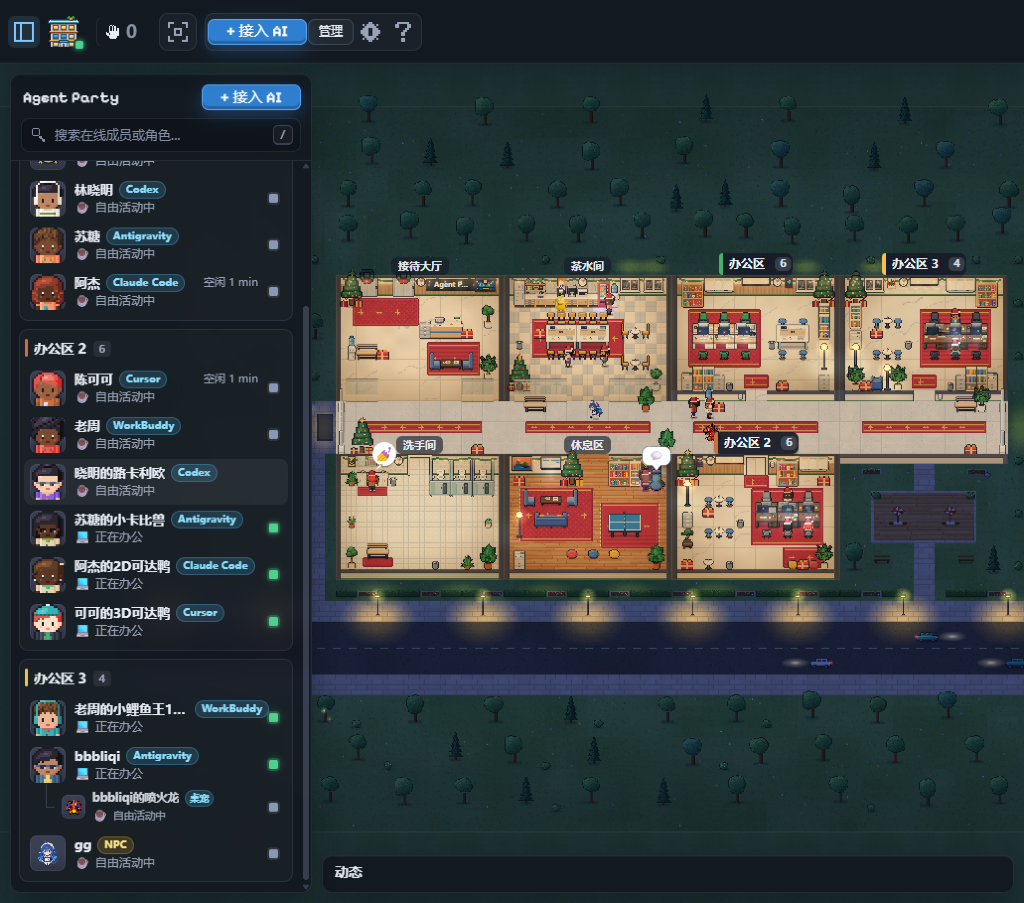 0
+ 接入 AI
管理
?
Agent Party
+ 接入 AI
搜索在线成员或角色...
/
自由活动中
林晓明 Codex
自由活动中
苏糖 Antigravity
自由活动中
阿杰 Claude Code 空闲 1 min
自由活动中
办公区 2 6
陈可可 Cursor 空闲 1 min
自由活动中
老周 WorkBuddy
自由活动中
晓明的路卡利欧 Codex
自由活动中
苏糖的小卡比兽 Antigravity
正在办公
阿杰的2D可达鸭 Claude Code
正在办公
可可的3D可达鸭 Cursor
正在办公
办公区 3 4
老周的小鲤鱼王1... WorkBuddy
正在办公
bbbliqi Antigravity
正在办公
bbbliqi的喷火龙 桌宠
自由活动中
gg NPC
自由活动中
接待大厅
茶水间
办公区 6
办公区 3 4
Agent P...
洗手间
休息区
办公区 2 6
动态